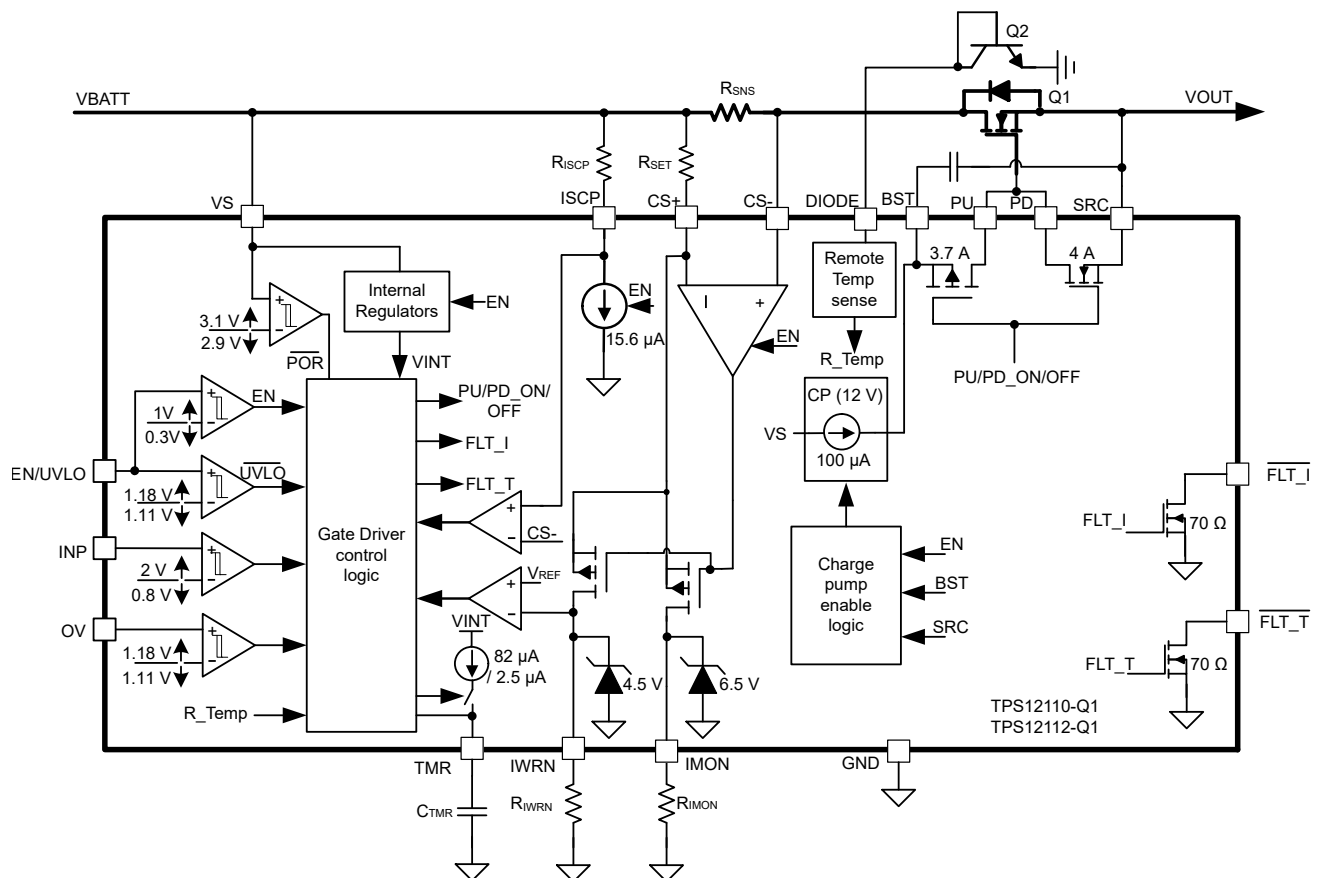 Q2
RSNS
Q1
VBATT
VOUT
RISCP
RSET
VS
ISCP
CS+
CS-
DIODE
BST
PU
PD
SRC
3.7 A
4 A
Remote
Temp
sense
Internal
Regulators
EN
EN
15.6 µA
I
+
EN
3.1 V
2.9 V
+
−
POR
VINT
R_Temp
PU/PD_ON/OFF
CP (12 V)
VS
100 µA
EN
1V
0.3V
+
−
PU/PD_ON/
OFF
FLT_I
FLT_T
EN/UVLO
UVLO
1.18 V
1.11 V
+
−
Gate Driver
control
logic
+
−
CS-
FLT_I
FLT_I
70 Ω
INP
2 V
0.8 V
+
−
VREF
+
−
Charge
pump
enable
logic
EN
BST
SRC
OV
1.18 V
1.11 V
+
−
VINT
82 µA
/ 2.5 µA
4.5 V
6.5 V
FLT_T
FLT_T
70 Ω
R_Temp
TPS12110-Q1
TPS12112-Q1
TMR
IWRN
IMON
GND
CTMR
RIWRN
RIMON